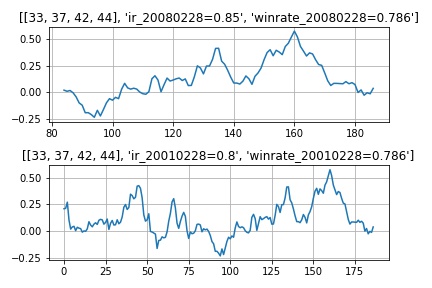 [[33, 37, 42, 44], 'ir_20080228=0.85', 'winrate_20080228=0.786']
0.50
0.25
0.00
−0.25
80 100 120 140 160 180
[[33, 37, 42, 44], 'ir_20010228=0.8', 'winrate_20010228=0.786']
0.50
0.25
0.00
−0.25
0 25 50 75 100 125 150 175